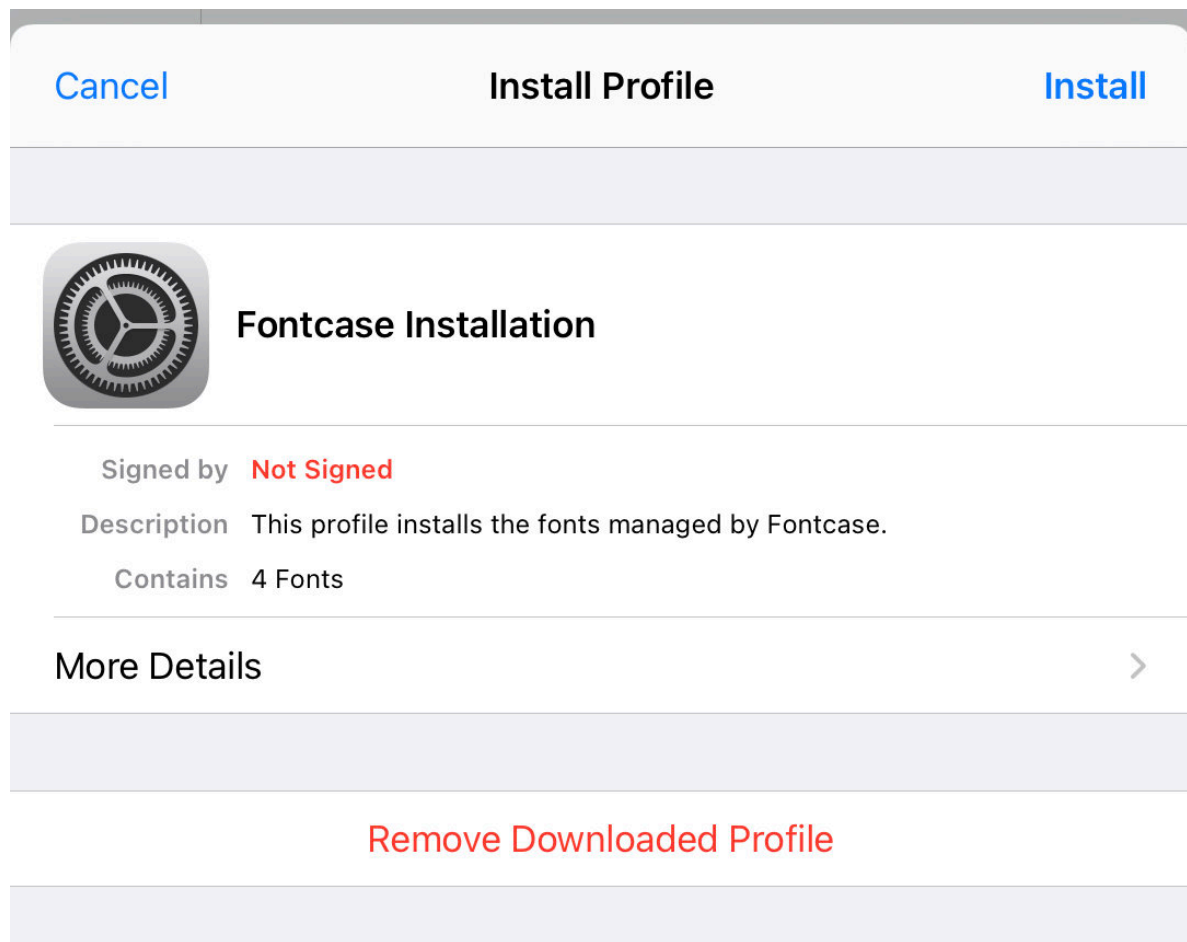 Cancel Install Profile Install
Fontcase Installation
Signed by Not Signed
Description This profile installs the fonts managed by Fontcase.
Contains 4 Fonts
More Details
Remove Downloaded Profile